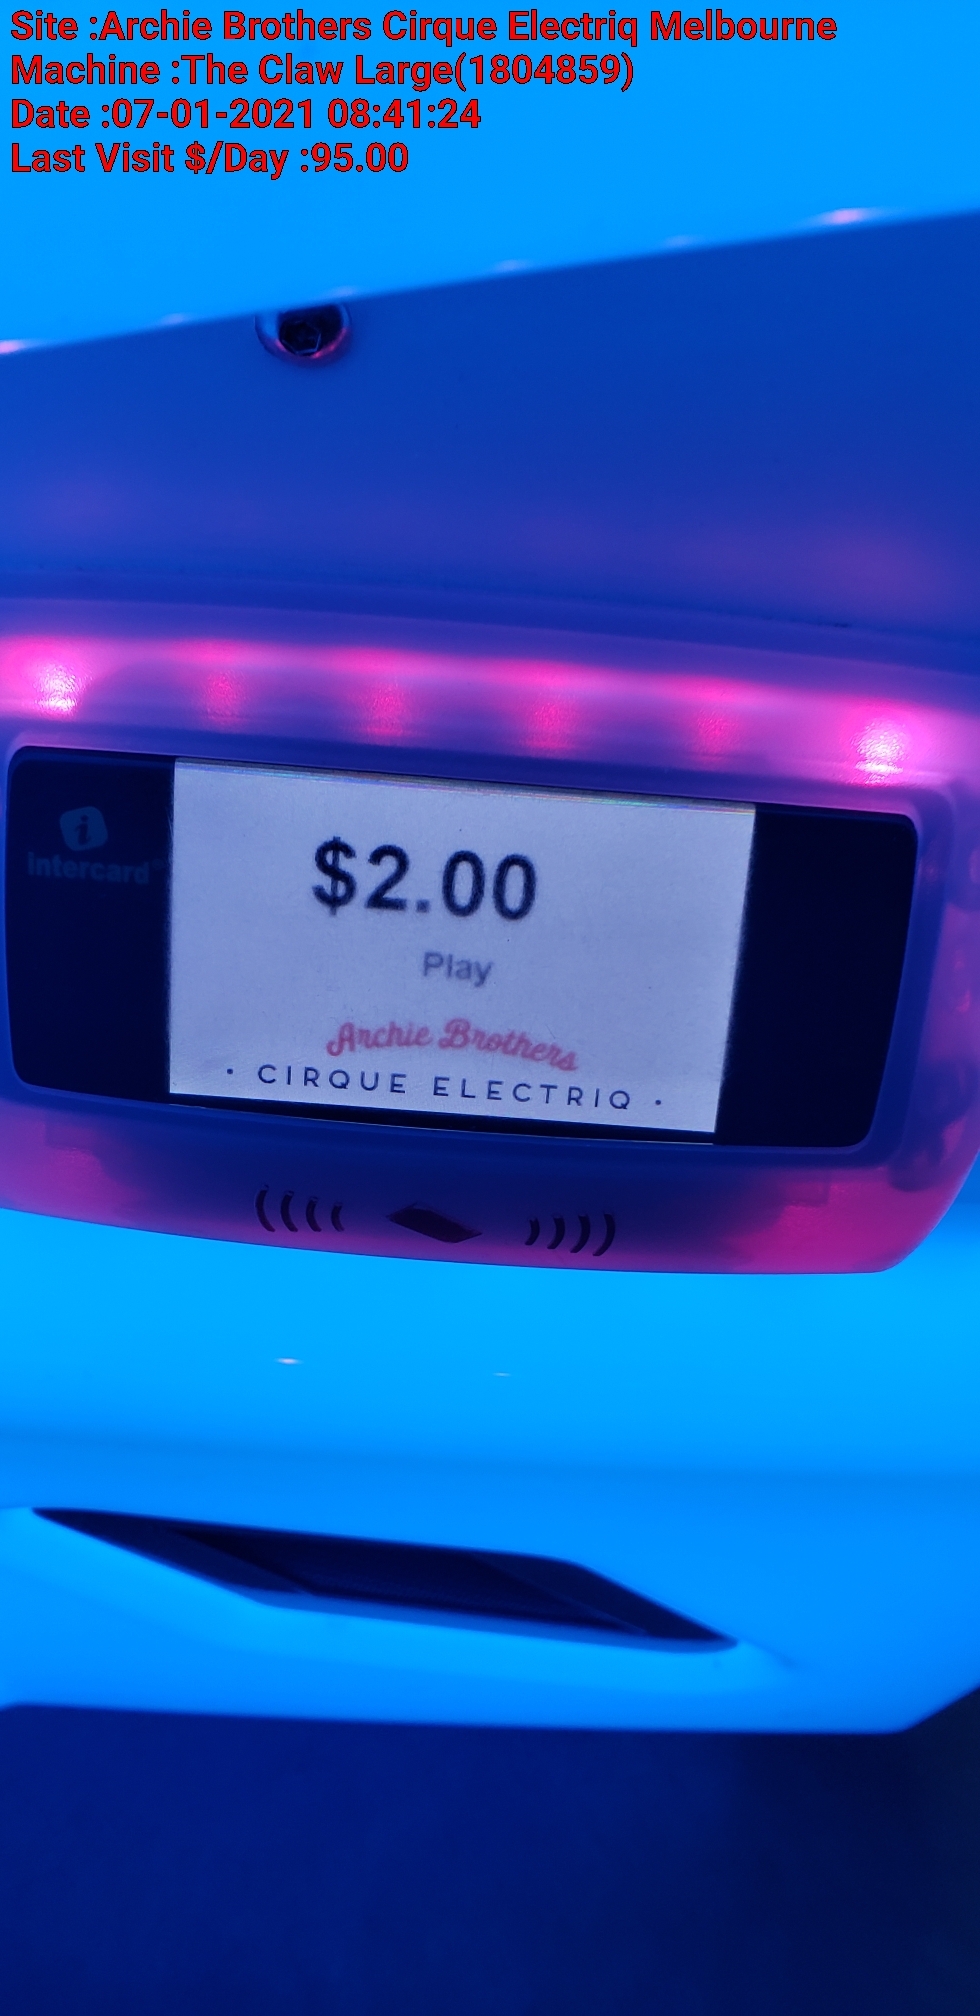 Site :Archie Brothers Cirque Electriq Melbourne
Machine :The Claw Large(1804859)
Date :07-01-2021 08:41:24
Last Visit $/Day :95.00
intercard
$2.00
Play
Archie Brothers
· CIRQUE ELECTRIQ ·